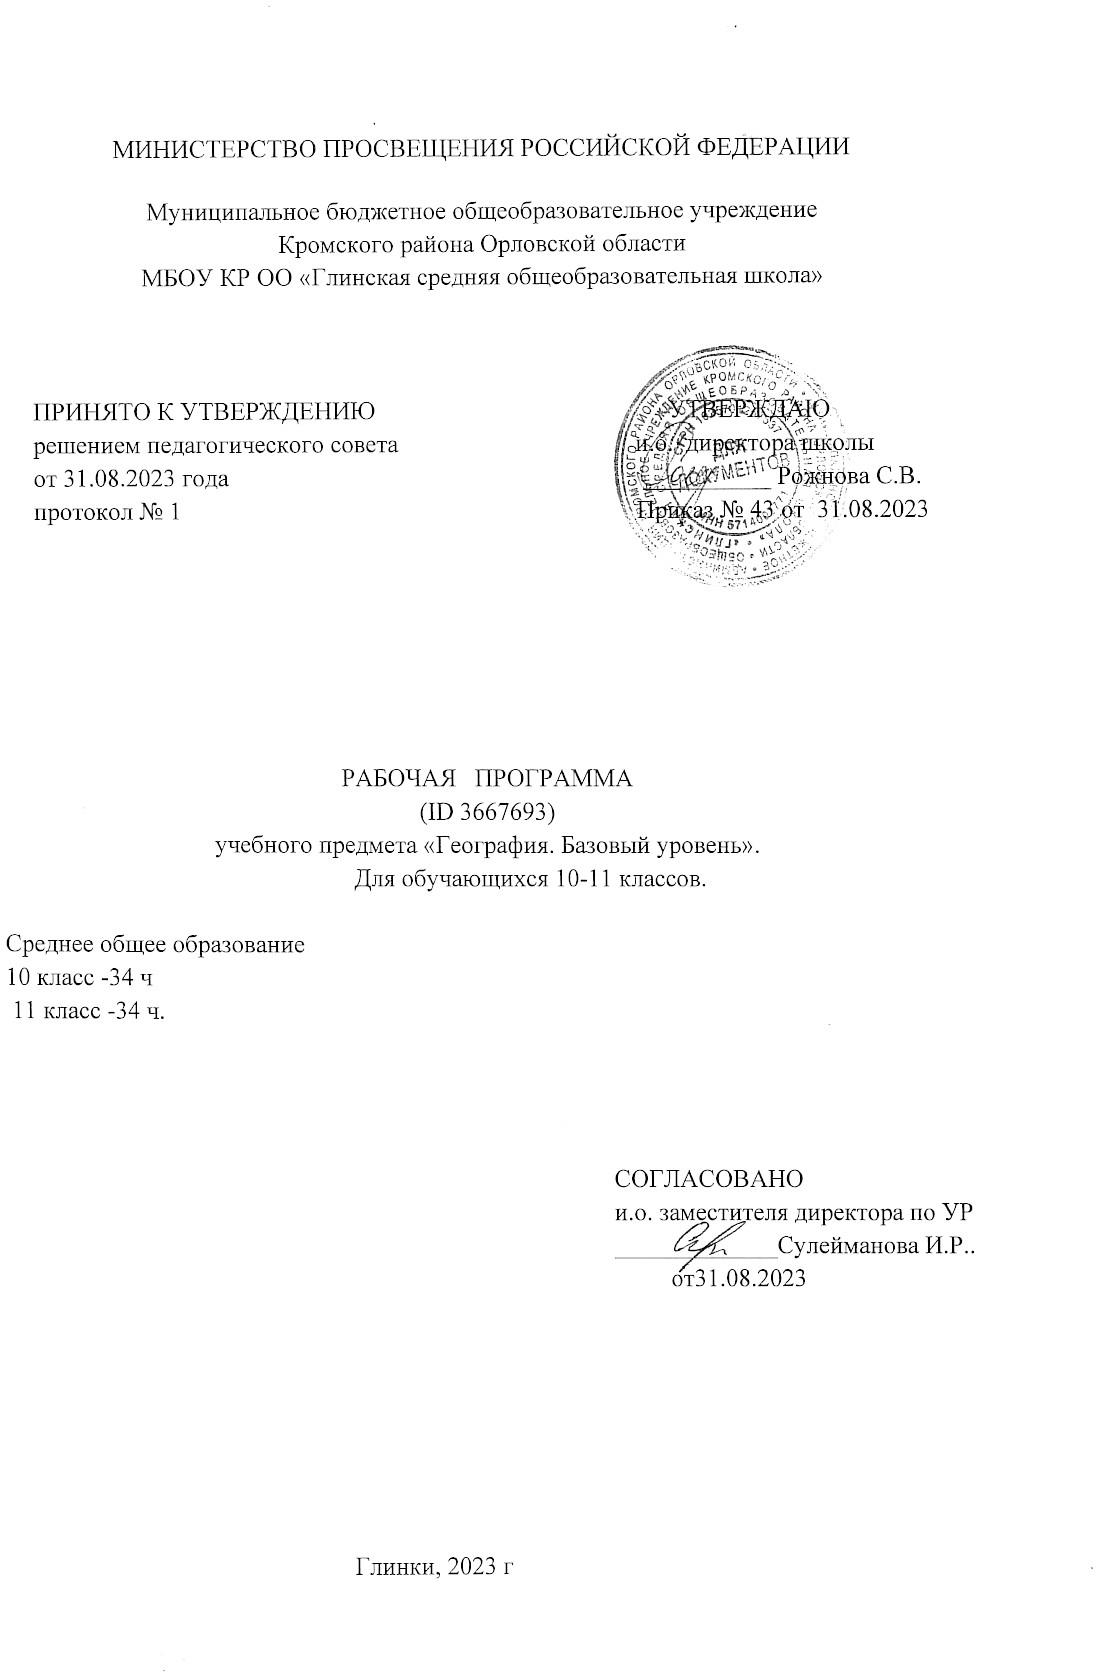 МИНИСТЕРСТВО ПРОСВЕЩЕНИЯ РОССИЙСКОЙ ФЕДЕРАЦИИ
Муниципальное бюджетное общеобразовательное учреждение
Кромского района Орловской области
МБОУ КР ОО «Глинская средняя общеобразовательная школа»
ПРИНЯТО К УТВЕРЖДЕНИЮ
решением педагогического совета
от 31.08.2023 года
протокол № 1
УТВЕРЖДАЮ
и.о. директора школы
Рожнова С.В.
Приказ № 43 от 31.08.2023
ДЛЯ
ДОКУМЕНТОВ
РАБОЧАЯ ПРОГРАММА
(ID 3667693)
учебного предмета «География. Базовый уровень».
Для обучающихся 10-11 классов.
Среднее общее образование
10 класс -34 ч
11 класс -34 ч.
СОГЛАСОВАНО
и.о. заместителя директора по УР
_____________Сулейманова И.Р..
от31.08.2023
Глинки, 2023 г